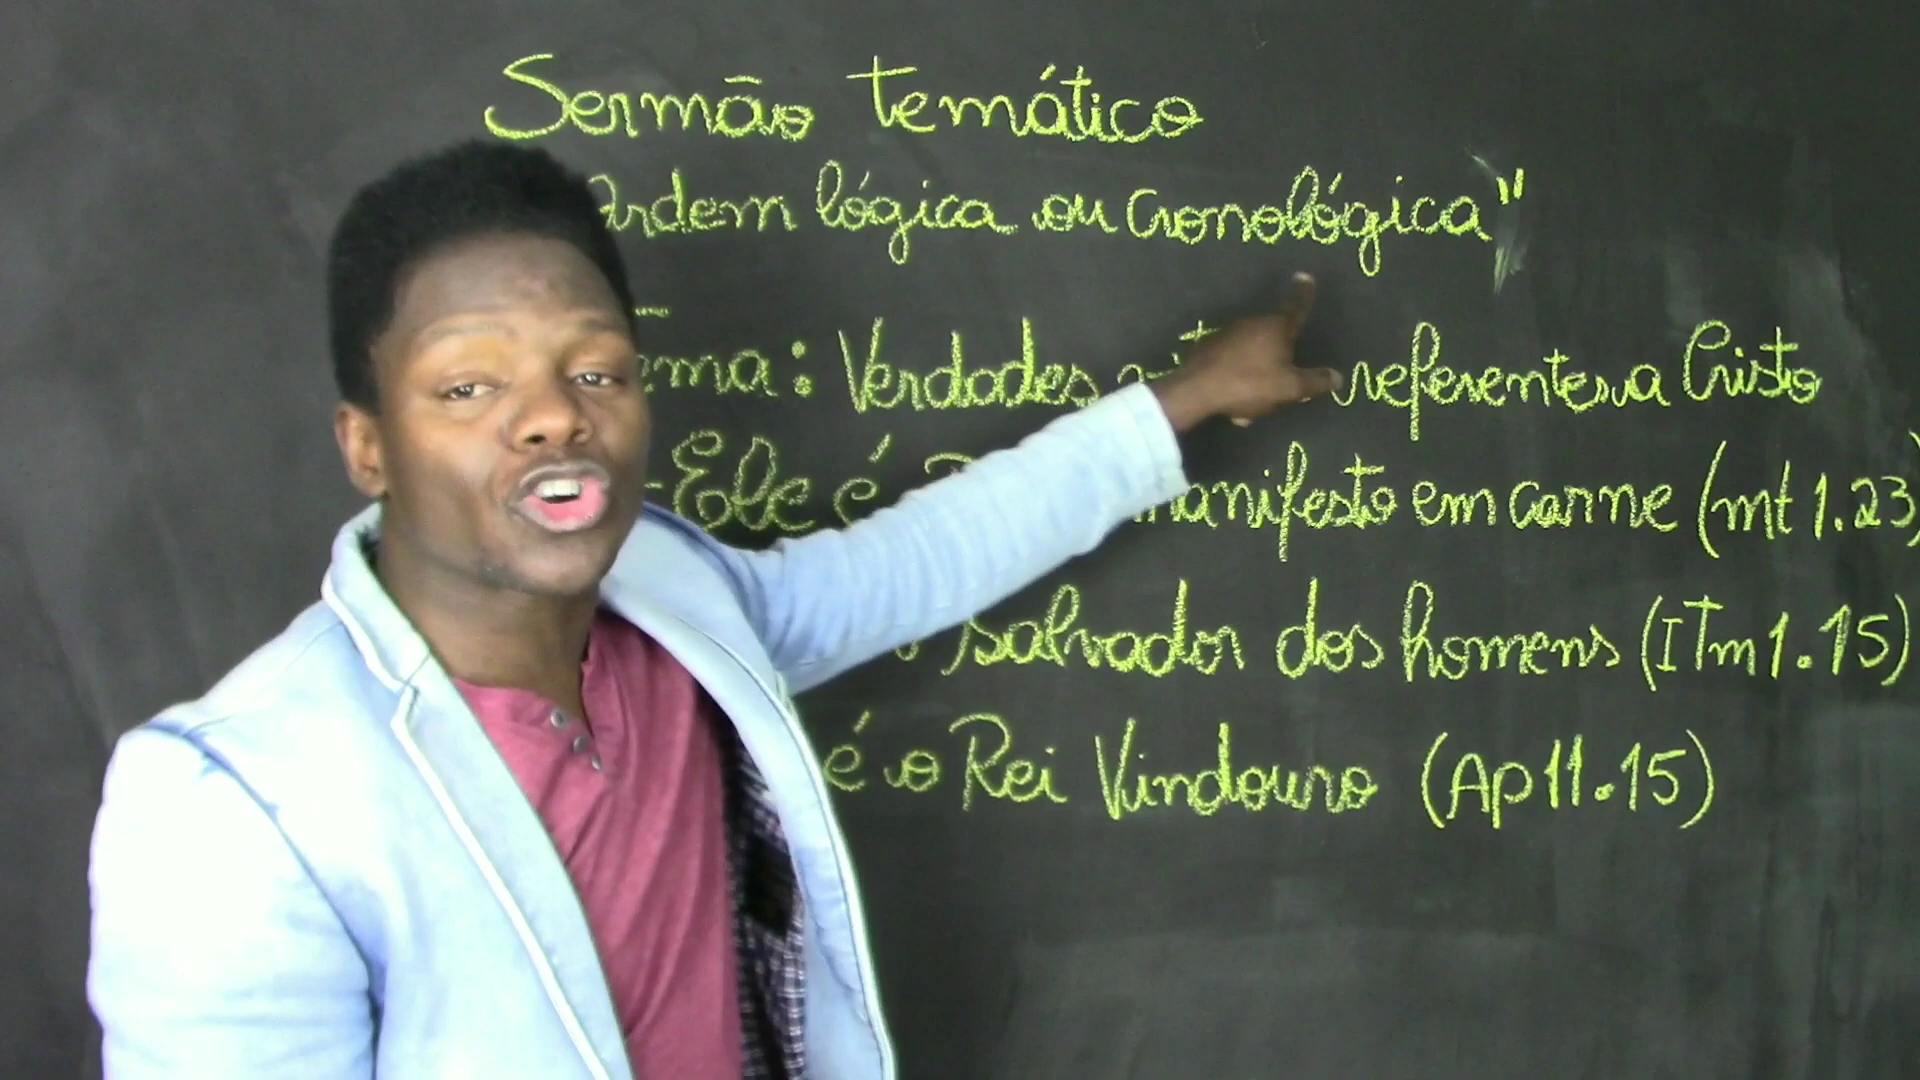 Sermão temático
Ordem lógica ou Cronológica"
Tema: Verdades referentes a Cristo
-Ele é manifesto em carne (mt 1.23)
o salvador dos homens (I Tm 1.15)
é o Rei Vindouro (Ap 11.15)